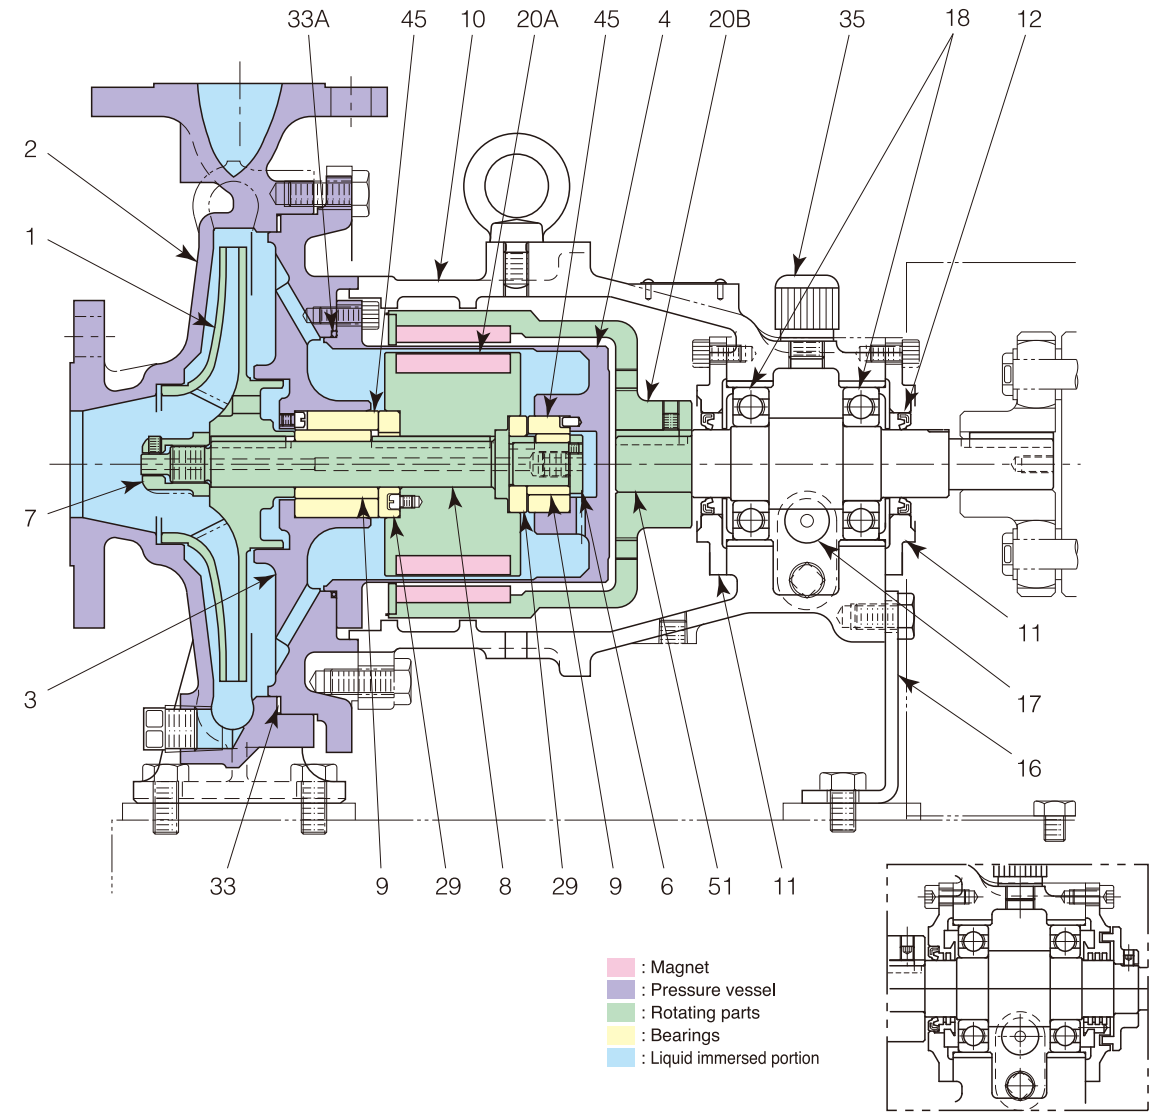 33A 45 10 20A 45 4 20B 35 18 12
2
1
7
3
11
17
16
33 9 29 8 29 9 6 51 11
: Magnet
: Pressure vessel
: Rotating parts
: Bearings
: Liquid immersed portion